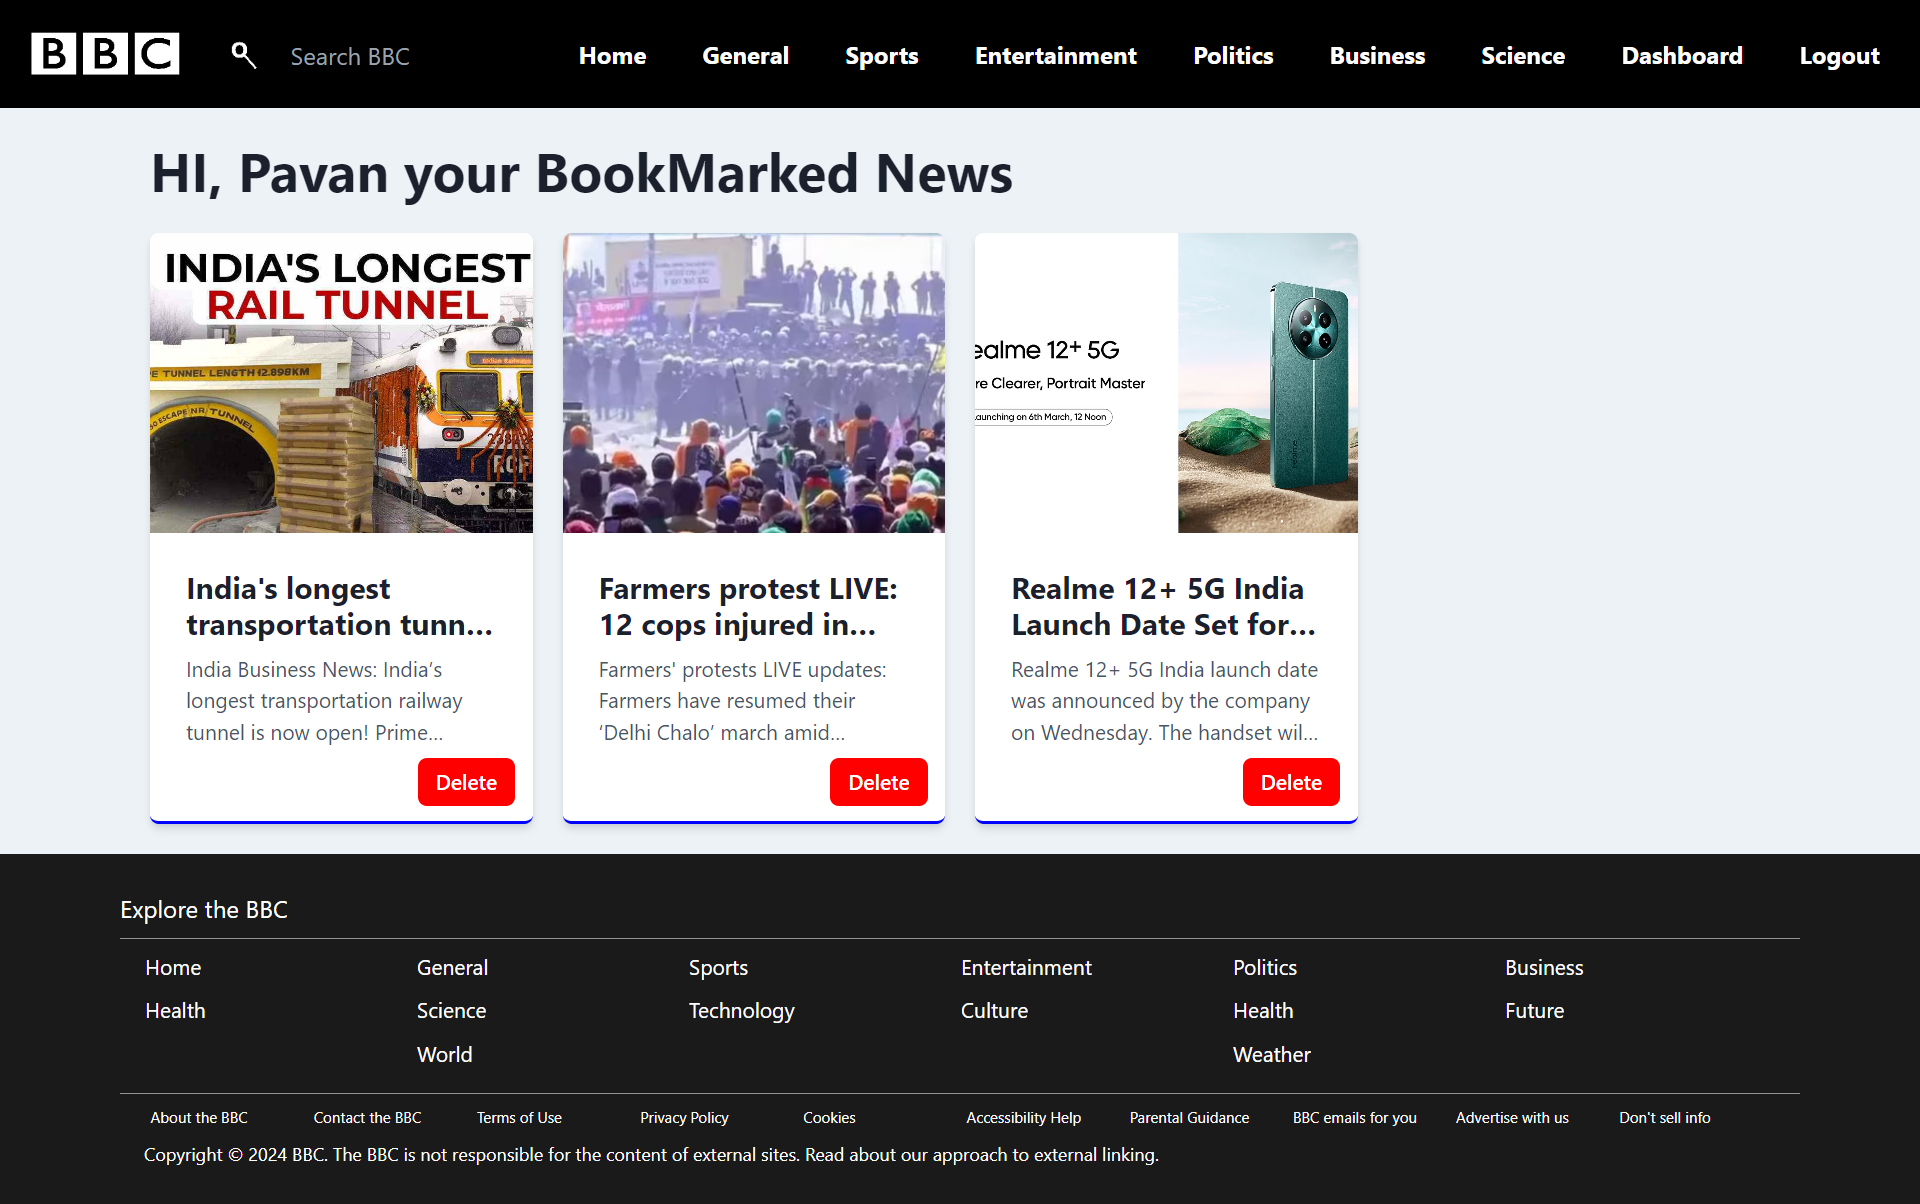 BBC
Search BBC
Home
General
Sports
Entertainment
Politics
Business
Science
Dashboard
Logout
HI, Pavan your BookMarked News
INDIA'S LONGEST
RAIL TUNNEL
TUNNEL LENGTH 12.898KM
ESCAPE TUNNEL
Indian Railways
ealme 12+ 5G
re Clearer, Portrait Master
aunching on 6th March, 12 Noon
realme
India's longest
transportation tunn...
India Business News: India’s
longest transportation railway
tunnel is now open! Prime...
Delete
Farmers protest LIVE:
12 cops injured in...
Farmers' protests LIVE updates:
Farmers have resumed their
‘Delhi Chalo’ march amid...
Delete
Realme 12+ 5G India
Launch Date Set for...
Realme 12+ 5G India launch date
was announced by the company
on Wednesday. The handset wil...
Delete
Explore the BBC
Home
General
Sports
Entertainment
Politics
Business
Health
Science
Technology
Culture
Health
Future
World
Weather
About the BBC
Contact the BBC
Terms of Use
Privacy Policy
Cookies
Accessibility Help
Parental Guidance
BBC emails for you
Advertise with us
Don't sell info
Copyright © 2024 BBC. The BBC is not responsible for the content of external sites. Read about our approach to external linking.